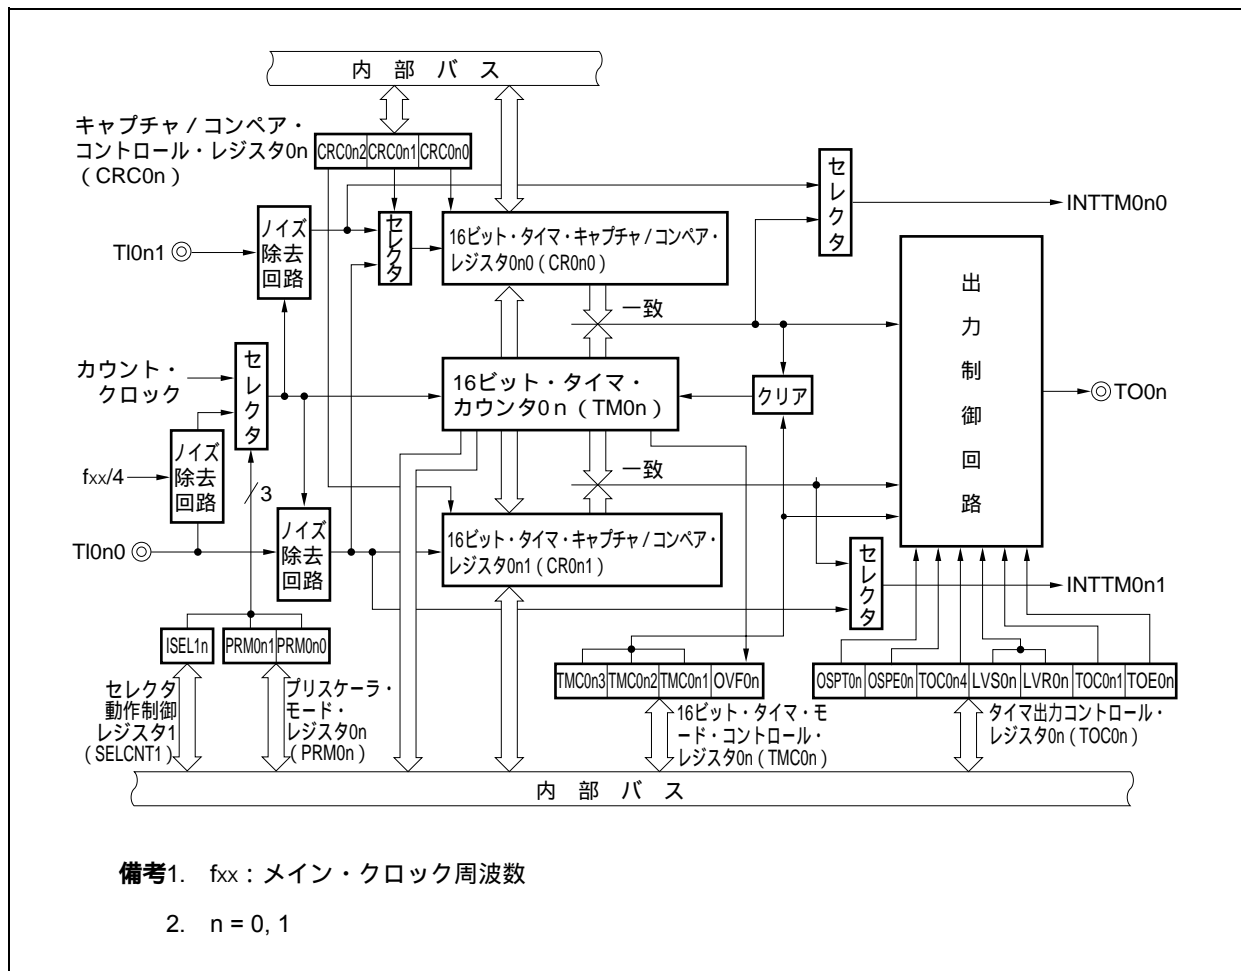 内 部 バ ス
キャプチャ / コンペア・
コントロール・レジスタ0n
( CRC0n )
CRC0n2 CRC0n1 CRC0n0
セレクタ
INTTM0n0
TI0n1
ノイズ
除去
回路
セレクタ
16ビット・タイマ・キャプチャ / コンペア・
レジスタ0n0 ( CR0n0 )
一致
出力制御回路
カウント・
クロック
セレクタ
16ビット・タイマ・
カウンタ0n ( TM0n )
クリア
TO0n
fxx/4
ノイズ
除去
回路
3
一致
TI0n0
ノイズ
除去
回路
16ビット・タイマ・キャプチャ / コンペア・
レジスタ0n1 ( CR0n1 )
セレクタ
INTTM0n1
ISEL1n
PRM0n1 PRM0n0
TMC0n3 TMC0n2 TMC0n1 OVF0n
OSPT0n OSPE0n TOC0n4 LVS0n LVR0n TOC0n1 TOE0n
セレクタ
動作制御
レジスタ1
( SELCNT1 )
プリスケーラ・
モード・
レジスタ0n
( PRM0n )
16ビット・タイマ・モ
ード・コントロール・
レジスタ0n ( TMC0n )
タイマ出力コントロール・
レジスタ0n ( TOC0n )
内 部 バ ス
備考1. fxx : メイン・クロック周波数
2. n = 0, 1